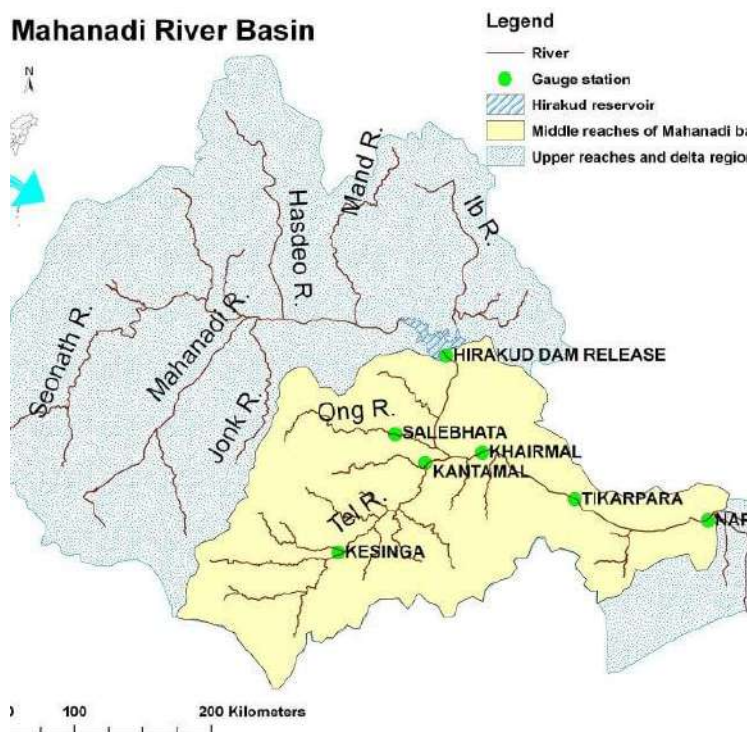 Mahanadi River Basin
N
Legend
River
Gauge station
Hirakud reservoir
Middle reaches of Mahanadi ba
Upper reaches and delta region
Mand R.
Hasdeo R.
Ib R.
Seonath R.
Mahanadi R.
Jonk R.
HIRAKUD DAM RELEASE
Ong R.
SALEBHATA
KHAIRMAL
KANTAMAL
Tel R.
TIKARPARA
NAR
KESINGA
0 100 200 Kilometers